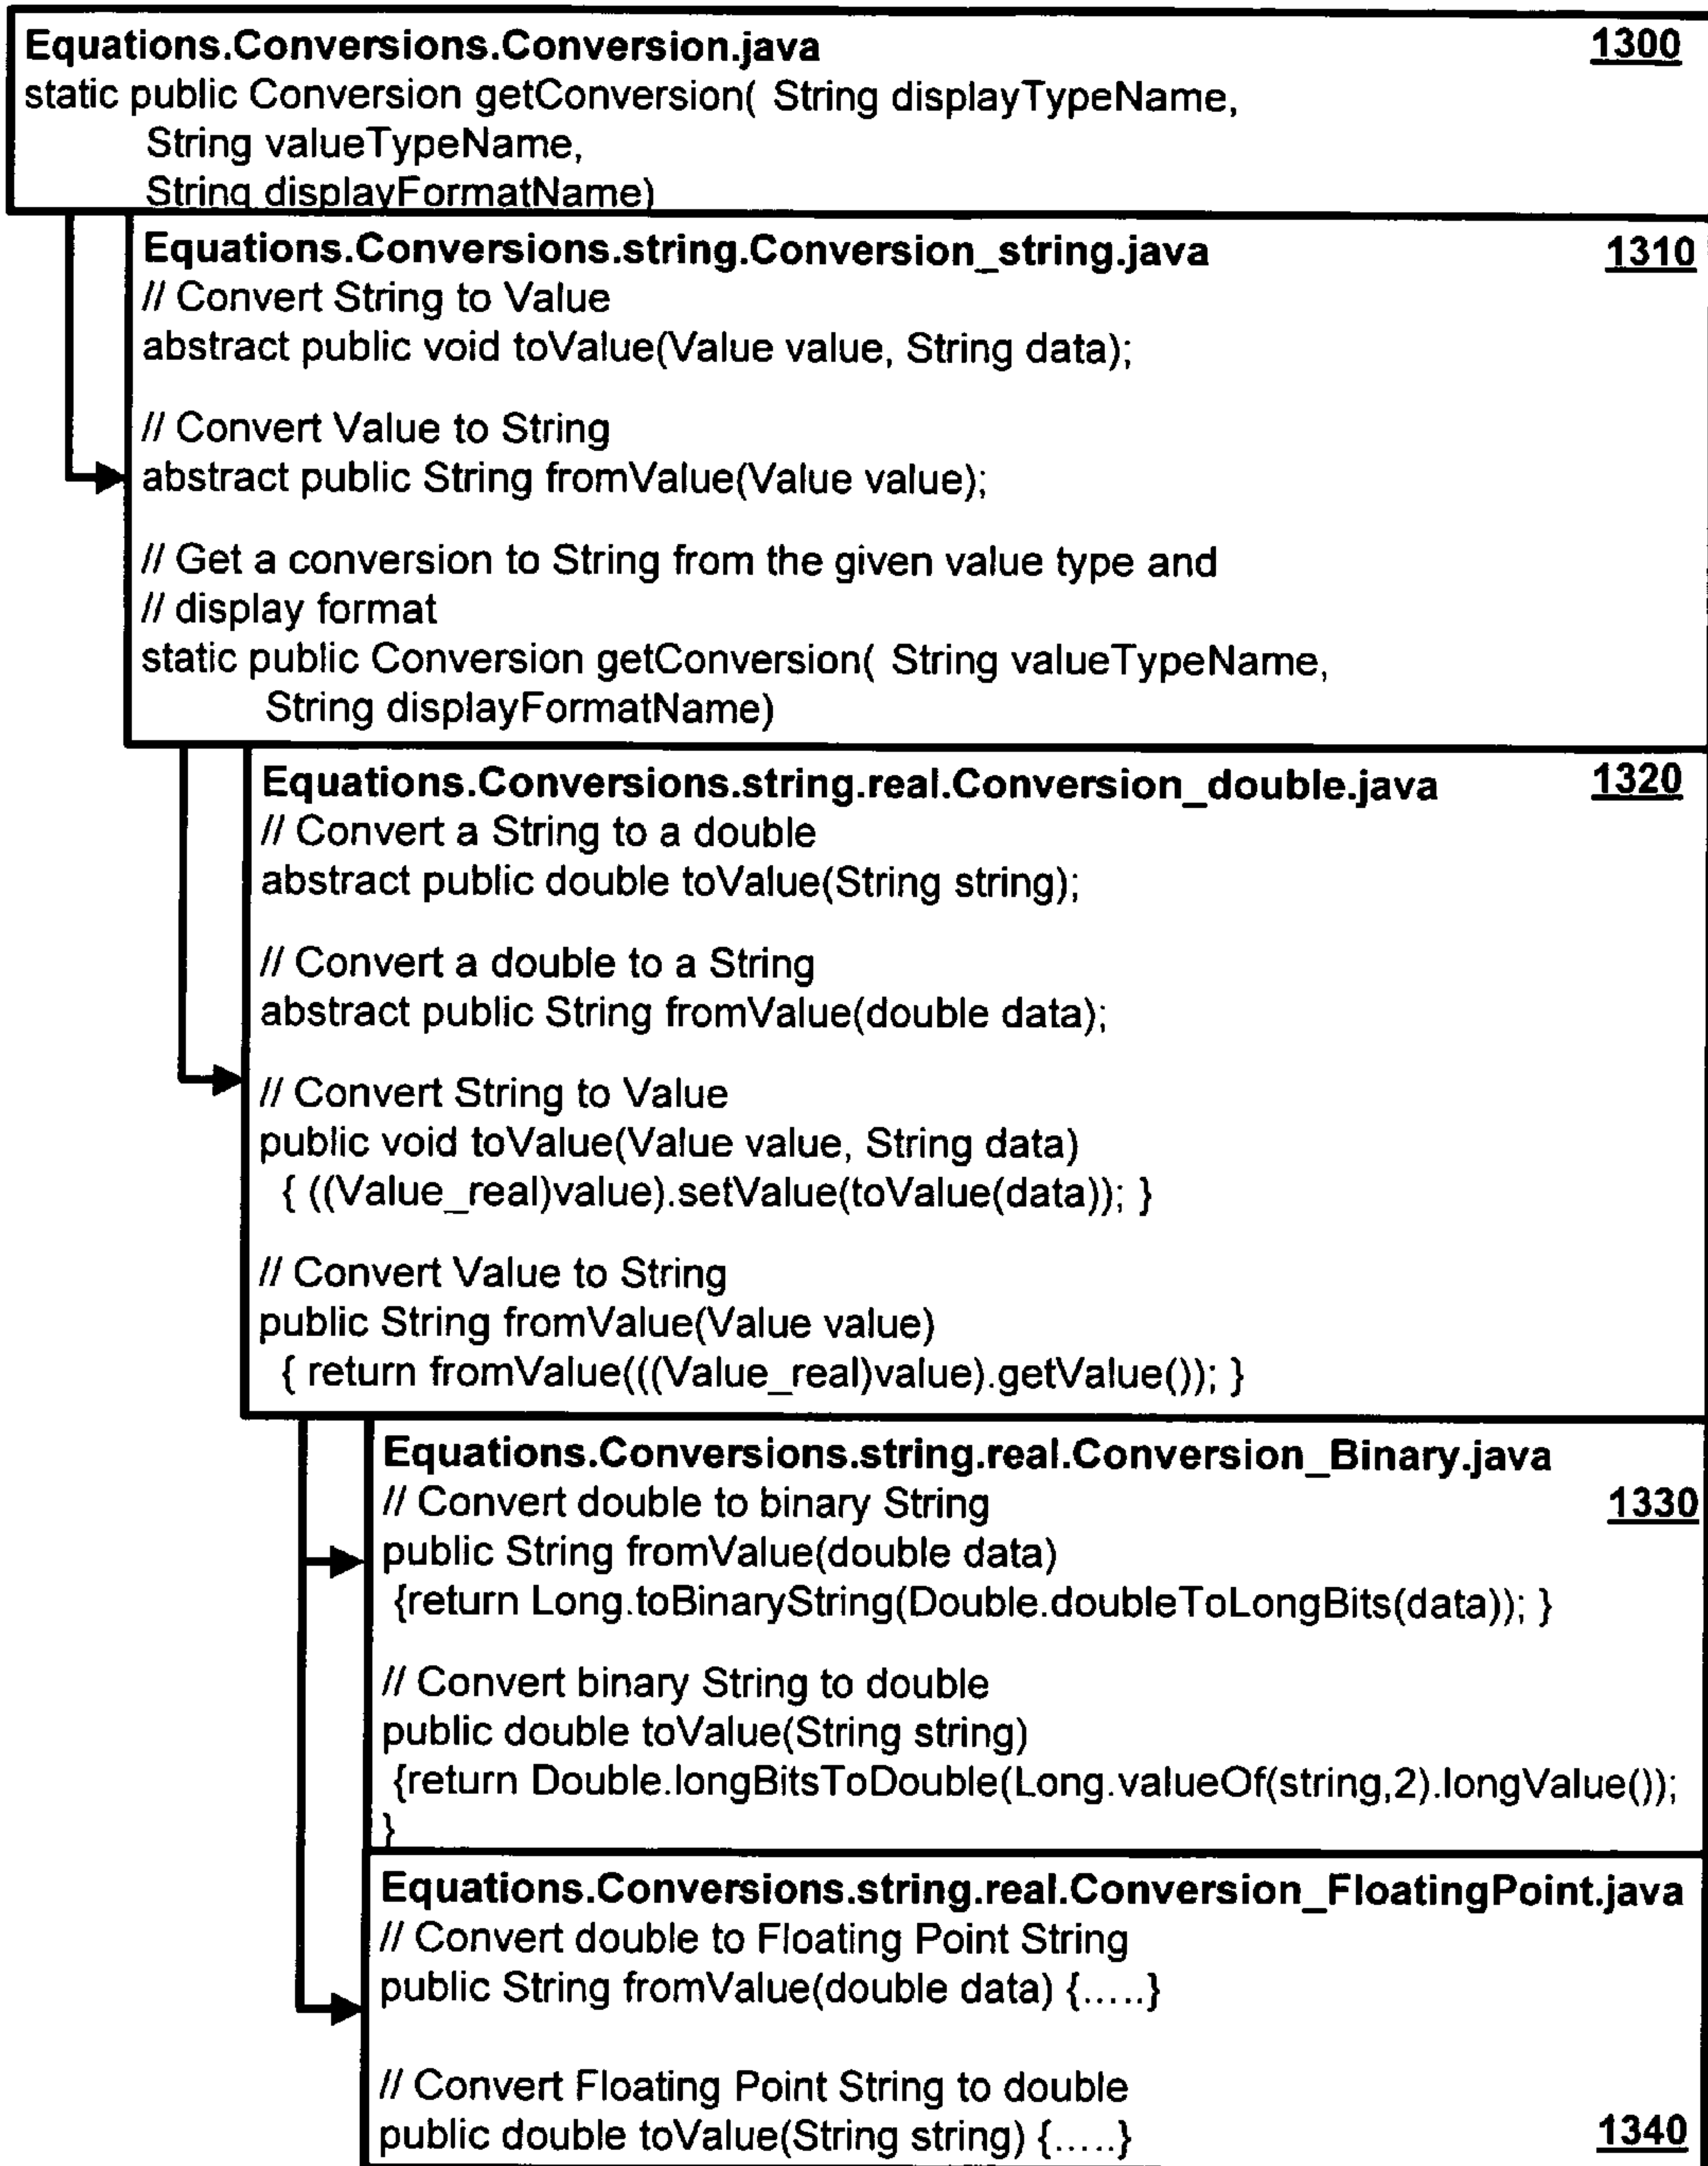 Equations.Conversions.Conversion.java 1300
static public Conversion getConversion( String displayTypeName,
String valueTypeName,
String displayFormatName)
Equations.Conversions.string.Conversion_string.java 1310
// Convert String to Value
abstract public void toValue(Value value, String data);
// Convert Value to String
abstract public String fromValue(Value value);
// Get a conversion to String from the given value type and
// display format
static public Conversion getConversion( String valueTypeName,
String displayFormatName)
Equations.Conversions.string.real.Conversion_double.java 1320
// Convert a String to a double
abstract public double toValue(String string);
// Convert a double to a String
abstract public String fromValue(double data);
// Convert String to Value
public void toValue(Value value, String data)
{ ((Value_real)value).setValue(toValue(data)); }
// Convert Value to String
public String fromValue(Value value)
{ return fromValue(((Value_real)value).getValue()); }
Equations.Conversions.string.real.Conversion_Binary.java
// Convert double to binary String 1330
public String fromValue(double data)
{return Long.toBinaryString(Double.doubleToLongBits(data)); }
// Convert binary String to double
public double toValue(String string)
{return Double.longBitsToDouble(Long.valueOf(string,2).longValue());
}
Equations.Conversions.string.real.Conversion_FloatingPoint.java
// Convert double to Floating Point String
public String fromValue(double data) {.....}
// Convert Floating Point String to double
public double toValue(String string) {.....} 1340